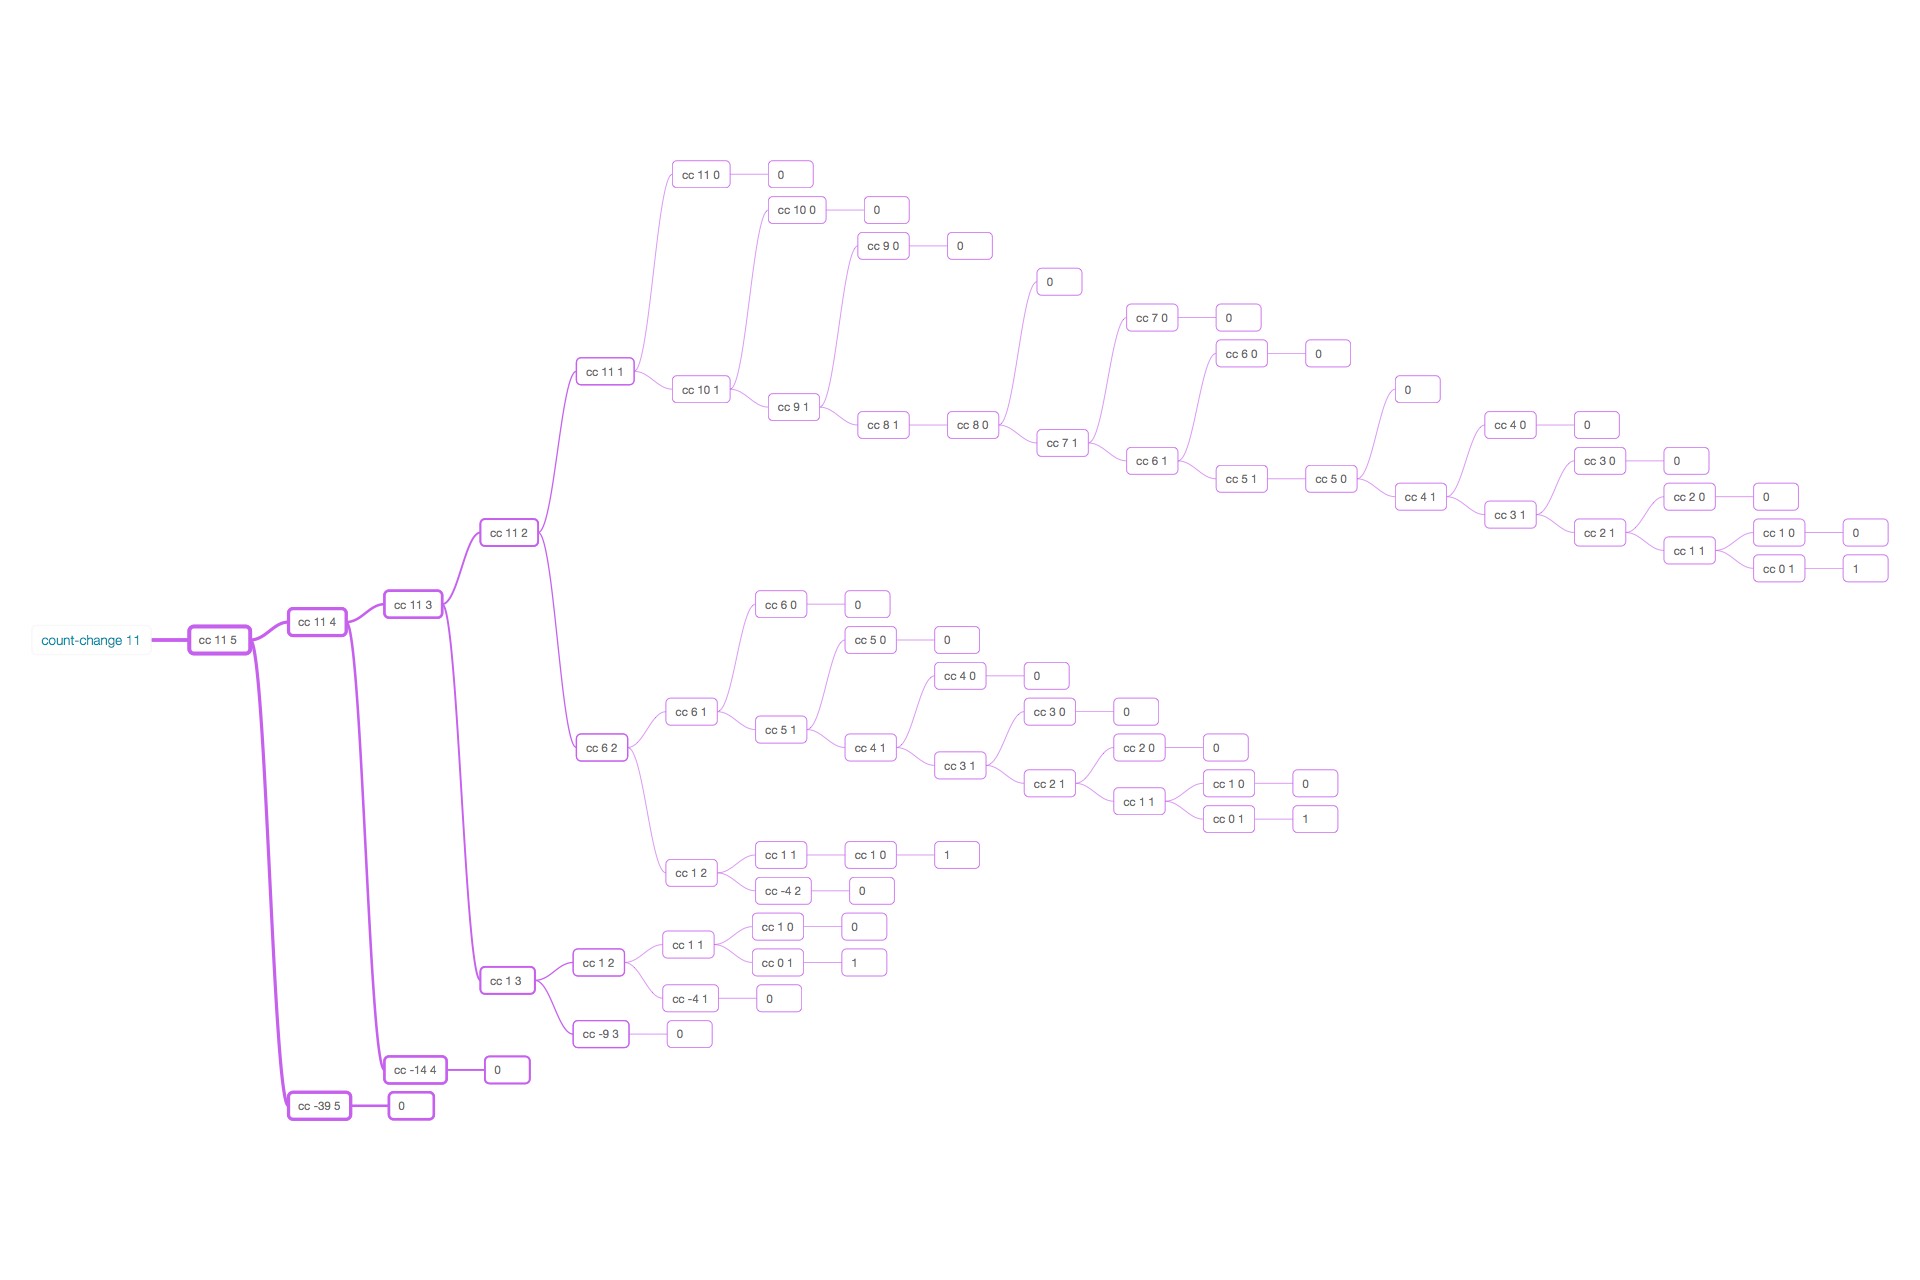 cc 11 0
0
cc 10 0
0
cc 9 0
0
0
cc 7 0
0
cc 6 0
0
cc 11 1
cc 10 1
0
cc 9 1
cc 8 1
cc 8 0
cc 4 0
0
cc 7 1
cc 6 1
cc 3 0
0
cc 5 1
cc 5 0
cc 4 1
cc 2 0
0
cc 3 1
cc 11 2
cc 2 1
cc 1 0
0
cc 1 1
cc 0 1
1
cc 11 3
cc 6 0
0
cc 11 4
count-change 11
cc 11 5
cc 5 0
0
cc 4 0
0
cc 6 1
cc 3 0
0
cc 5 1
cc 6 2
cc 4 1
cc 2 0
0
cc 3 1
cc 2 1
cc 1 0
0
cc 1 1
cc 0 1
1
cc 1 1
cc 1 0
1
cc 1 2
cc -4 2
0
cc 1 0
0
cc 1 1
cc 1 2
cc 0 1
1
cc 1 3
cc -4 1
0
cc -9 3
0
cc -14 4
0
cc -39 5
0